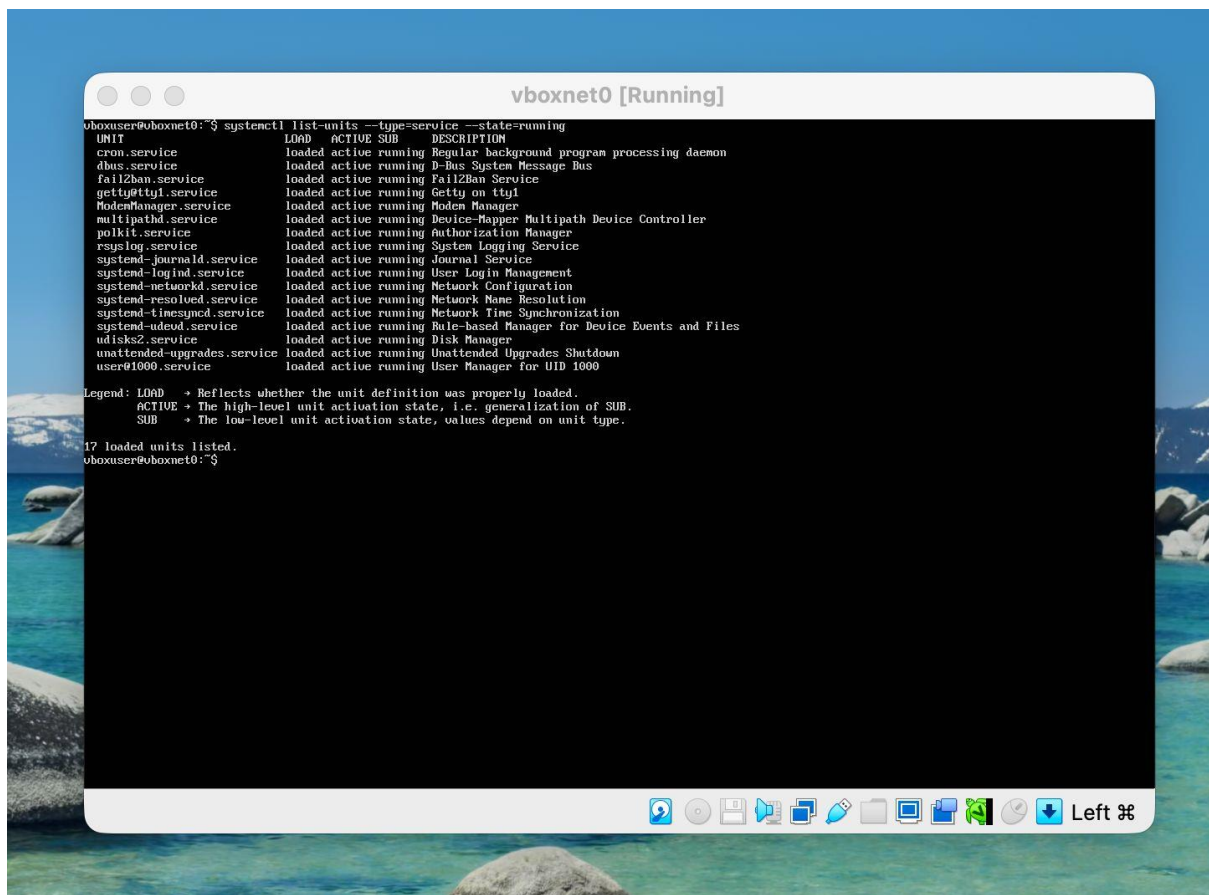 vboxnet0 [Running]
vboxuser@vboxnet0:~$ systemctl list-units --type=service --state=running
UNIT LOAD ACTIVE SUB DESCRIPTION
cron.service loaded active running Regular background program processing daemon
dbus.service loaded active running D-Bus System Message Bus
fail2ban.service loaded active running Fail2Ban Service
getty@tty1.service loaded active running Getty on tty1
ModemManager.service loaded active running Modem Manager
multipathd.service loaded active running Device-Mapper Multipath Device Controller
polkit.service loaded active running Authorization Manager
rsyslog.service loaded active running System Logging Service
systemd-journald.service loaded active running Journal Service
systemd-logind.service loaded active running User Login Management
systemd-networkd.service loaded active running Network Configuration
systemd-resolved.service loaded active running Network Name Resolution
systemd-timesyncd.service loaded active running Network Time Synchronization
systemd-udevd.service loaded active running Rule-based Manager for Device Events and Files
udisks2.service loaded active running Disk Manager
unattended-upgrades.service loaded active running Unattended Upgrades Shutdown
user@1000.service loaded active running User Manager for UID 1000
Legend: LOAD → Reflects whether the unit definition was properly loaded.
ACTIVE → The high-level unit activation state, i.e. generalization of SUB.
SUB → The low-level unit activation state, values depend on unit type.
17 loaded units listed.
vboxuser@vboxnet0:~$
Left ⌘